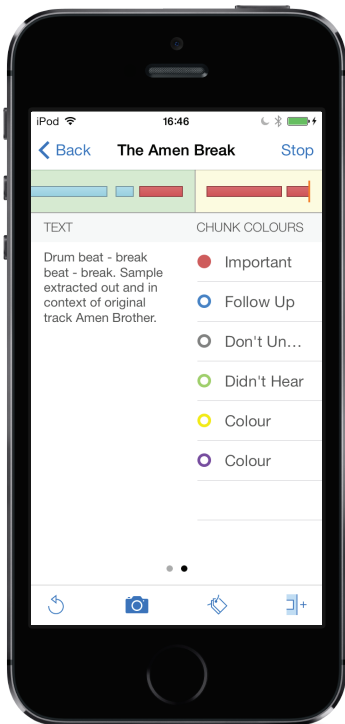 iPod 16:46
Back The Amen Break Stop
TEXT
Drum beat - break
beat - break. Sample
extracted out and in
context of original
track Amen Brother.
CHUNK COLOURS
Important
Follow Up
Don't Un…
Didn't Hear
Colour
Colour